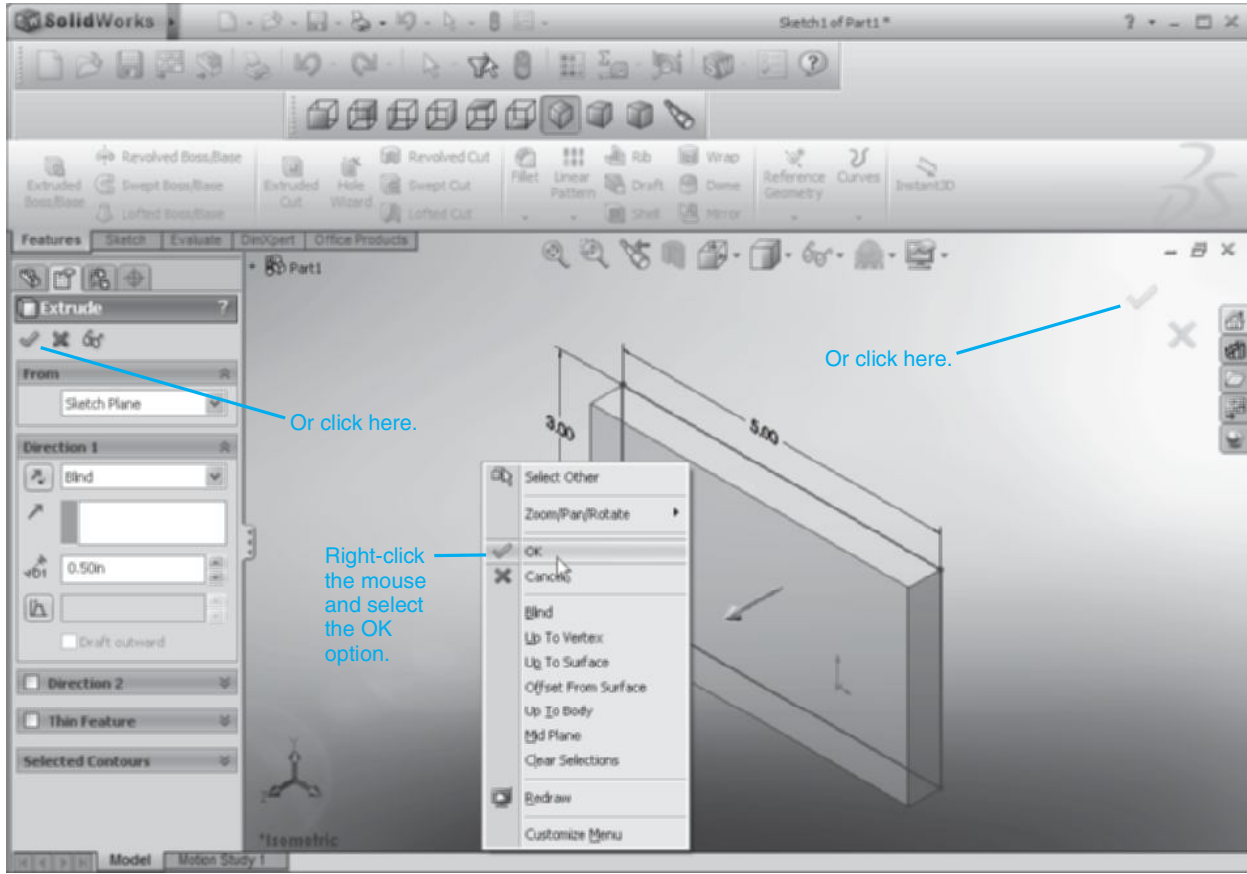 SolidWorks
Sketch1 of Part1 *
Extruded Boss/Base
Revolved Boss/Base
Swept Boss/Base
Lofted Boss/Base
Extruded Cut
Hole Wizard
Revolved Cut
Swept Cut
Lofted Cut
Fillet
Linear Pattern
Rib
Draft
Shell
Wrap
Dome
Mirror
Reference Geometry
Curves
Instant3D
Features
Sketch
Evaluate
DimXpert
Office Products
Part1
Extrude
?
From
Sketch Plane
Direction 1
Blind
D1
0.50in
Draft outward
Direction 2
Thin Feature
Selected Contours
Or click here.
Or click here.
3.00
5.00
Right-click
the mouse
and select
the OK
option.
Select Other
Zoom/Pan/Rotate
OK
Cancel
Blind
Up To Vertex
Up To Surface
Offset From Surface
Up To Body
Mid Plane
Clear Selections
Redraw
Customize Menu
Y
Z
*Isometric
Model
Motion Study 1